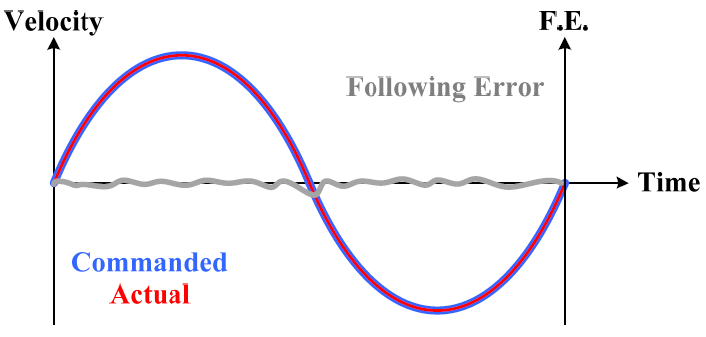 Velocity
F.E.
Following Error
Time
Commanded
Actual